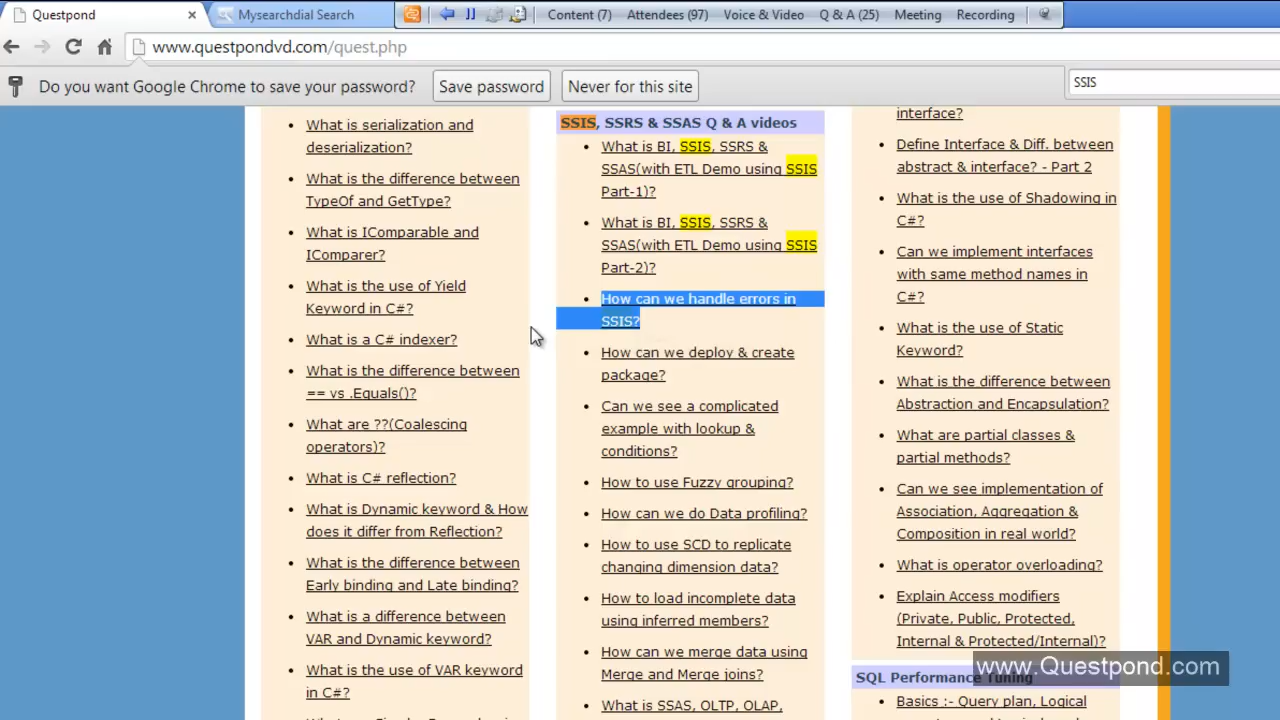 Questpond
Mysearchdial Search
Content (7)
Attendees (97)
Voice & Video
Q & A (25)
Meeting
Recording
www.questpondvd.com/quest.php
Do you want Google Chrome to save your password?
Save password
Never for this site
SSIS
What is serialization and
deserialization?
What is the difference between
TypeOf and GetType?
What is IComparable and
IComparer?
What is the use of Yield
Keyword in C#?
What is a C# indexer?
What is the difference between
== vs .Equals()?
What are ??(Coalescing
operators)?
What is C# reflection?
What is Dynamic keyword & How
does it differ from Reflection?
What is the difference between
Early binding and Late binding?
What is a difference between
VAR and Dynamic keyword?
What is the use of VAR keyword
in C#?
SSIS, SSRS & SSAS Q & A videos
What is BI, SSIS, SSRS &
SSAS(with ETL Demo using SSIS
Part-1)?
What is BI, SSIS, SSRS &
SSAS(with ETL Demo using SSIS
Part-2)?
How can we handle errors in
SSIS?
How can we deploy & create
package?
Can we see a complicated
example with lookup &
conditions?
How to use Fuzzy grouping?
How can we do Data profiling?
How to use SCD to replicate
changing dimension data?
How to load incomplete data
using inferred members?
How can we merge data using
Merge and Merge joins?
What is SSAS, OLTP, OLAP,
interface?
Define Interface & Diff. between
abstract & interface? - Part 2
What is the use of Shadowing in
C#?
Can we implement interfaces
with same method names in
C#?
What is the use of Static
Keyword?
What is the difference between
Abstraction and Encapsulation?
What are partial classes &
partial methods?
Can we see implementation of
Association, Aggregation &
Composition in real world?
What is operator overloading?
Explain Access modifiers
(Private, Public, Protected,
Internal & Protected/Internal)?
www.Questpond.com
SQL Performance Tuning
Basics :- Query plan, Logical